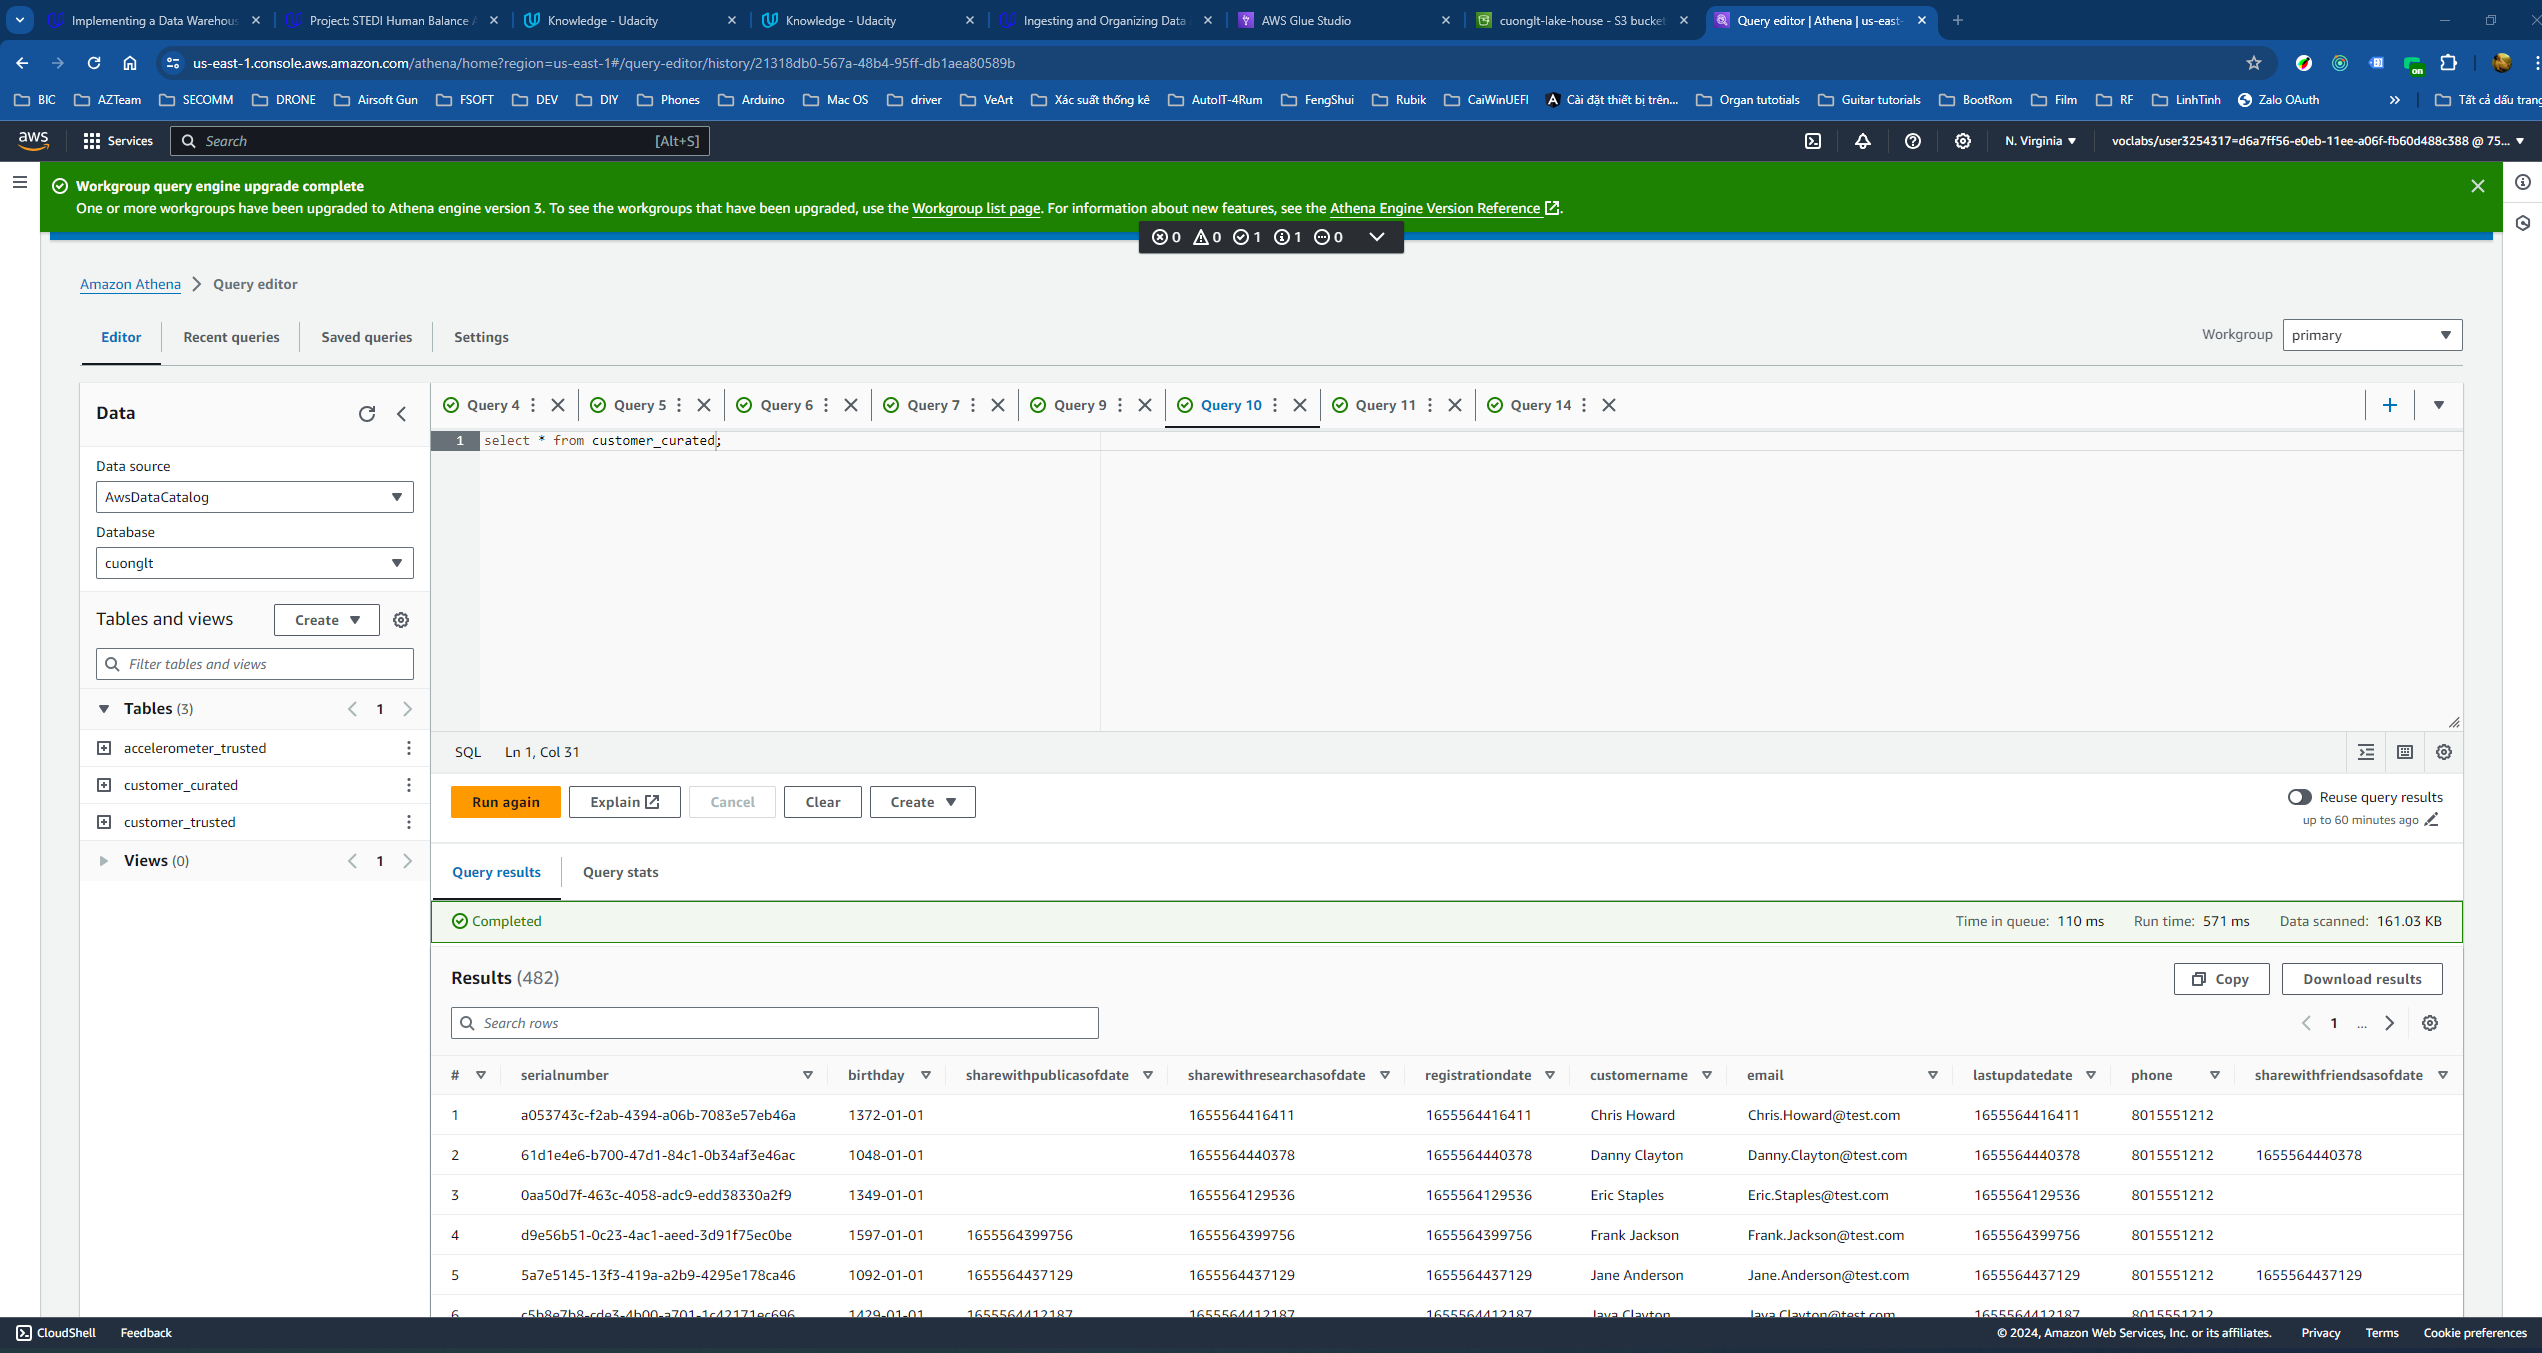 Implementing a Data Warehous
Project: STEDI Human Balance A
Knowledge - Udacity
Knowledge - Udacity
Ingesting and Organizing Data
AWS Glue Studio
cuonglt-lake-house - S3 bucket
Query editor | Athena | us-east-
us-east-1.console.aws.amazon.com/athena/home?region=us-east-1#/query-editor/history/21318db0-567a-48b4-95ff-db1aea80589b
on
BIC AZTeam SECOMM DRONE Airsoft Gun FSOFT DEV DIY Phones Arduino Mac OS driver VeArt Xác suất thống kê AutoIT-4Rum FengShui Rubik CaiWinUEFI Cài đặt thiết bị trên... Organ tutotials Guitar tutorials BootRom Film RF LinhTinh Zalo OAuth » Tất cả dấu trang
aws Services Search [Alt+S] N. Virginia voclabs/user3254317=d6a7ff56-e0eb-11ee-a06f-fb60d488c388 @ 75...
Workgroup query engine upgrade complete
One or more workgroups have been upgraded to Athena engine version 3. To see the workgroups that have been upgraded, use the Workgroup list page. For information about new features, see the Athena Engine Version Reference.
0 0 1 1 0
Amazon Athena > Query editor
Editor Recent queries Saved queries Settings
Workgroup primary
Data
Data source
AwsDataCatalog
Database
cuonglt
Tables and views Create
Filter tables and views
Tables (3) < 1 >
accelerometer_trusted
customer_curated
customer_trusted
Views (0) < 1 >
Query 4 Query 5 Query 6 Query 7 Query 9 Query 10 Query 11 Query 14
1 select * from customer_curated;
SQL Ln 1, Col 31
Run again Explain Cancel Clear Create
Reuse query results
up to 60 minutes ago
Query results Query stats
Completed Time in queue: 110 ms Run time: 571 ms Data scanned: 161.03 KB
Results (482) Copy Download results
Search rows < 1 ... >
# serialnumber birthday sharewithpublicasofdate sharewithresearchasofdate registrationdate customername email lastupdatedate phone sharewithfriendsasofdate
1 a053743c-f2ab-4394-a06b-7083e57eb46a 1372-01-01 1655564416411 1655564416411 Chris Howard Chris.Howard@test.com 1655564416411 8015551212
2 61d1e4e6-b700-47d1-84c1-0b34af3e46ac 1048-01-01 1655564440378 1655564440378 Danny Clayton Danny.Clayton@test.com 1655564440378 8015551212 1655564440378
3 0aa50d7f-463c-4058-adc9-edd38330a2f9 1349-01-01 1655564129536 1655564129536 Eric Staples Eric.Staples@test.com 1655564129536 8015551212
4 d9e56b51-0c23-4ac1-aeed-3d91f75ec0be 1597-01-01 1655564399756 1655564399756 1655564399756 Frank Jackson Frank.Jackson@test.com 1655564399756 8015551212
5 5a7e5145-13f3-419a-a2b9-4295e178ca46 1092-01-01 1655564437129 1655564437129 1655564437129 Jane Anderson Jane.Anderson@test.com 1655564437129 8015551212 1655564437129
6 c5b8e7b8-cde3-4b00-a701-1c42171ec696 1429-01-01 1655564412187 1655564412187 1655564412187 Jaya Clayton Jaya.Clayton@test.com 1655564412187 8015551212
CloudShell Feedback © 2024, Amazon Web Services, Inc. or its affiliates. Privacy Terms Cookie preferences